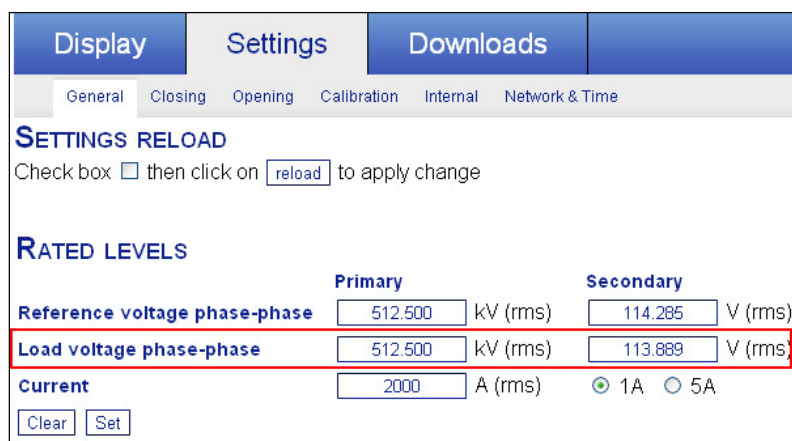 Display Settings Downloads
General Closing Opening Calibration Internal Network & Time
SETTINGS RELOAD
Check box then click on reload to apply change
RATED LEVELS
Primary Secondary
Reference voltage phase-phase 512.500 kV (rms) 114.285 V (rms)
Load voltage phase-phase 512.500 kV (rms) 113.889 V (rms)
Current 2000 A (rms) 1A 5A
Clear Set